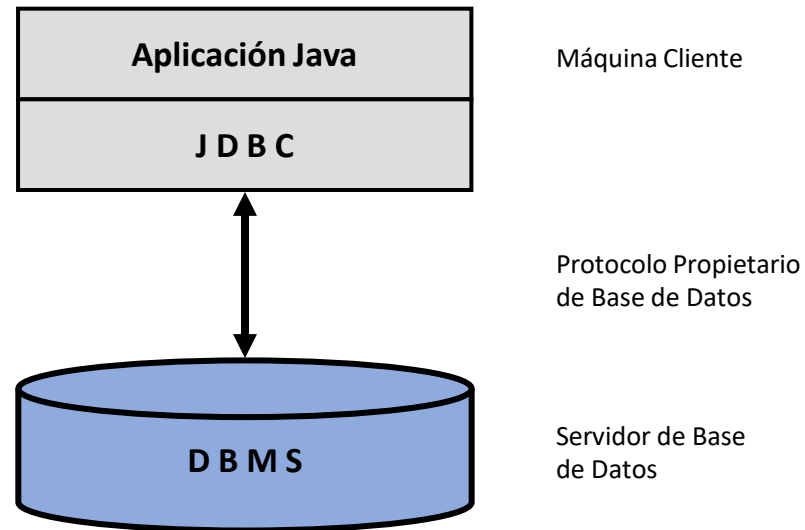 Aplicación Java
Máquina Cliente
J D B C
Protocolo Propietario
de Base de Datos
D B M S
Servidor de Base
de Datos